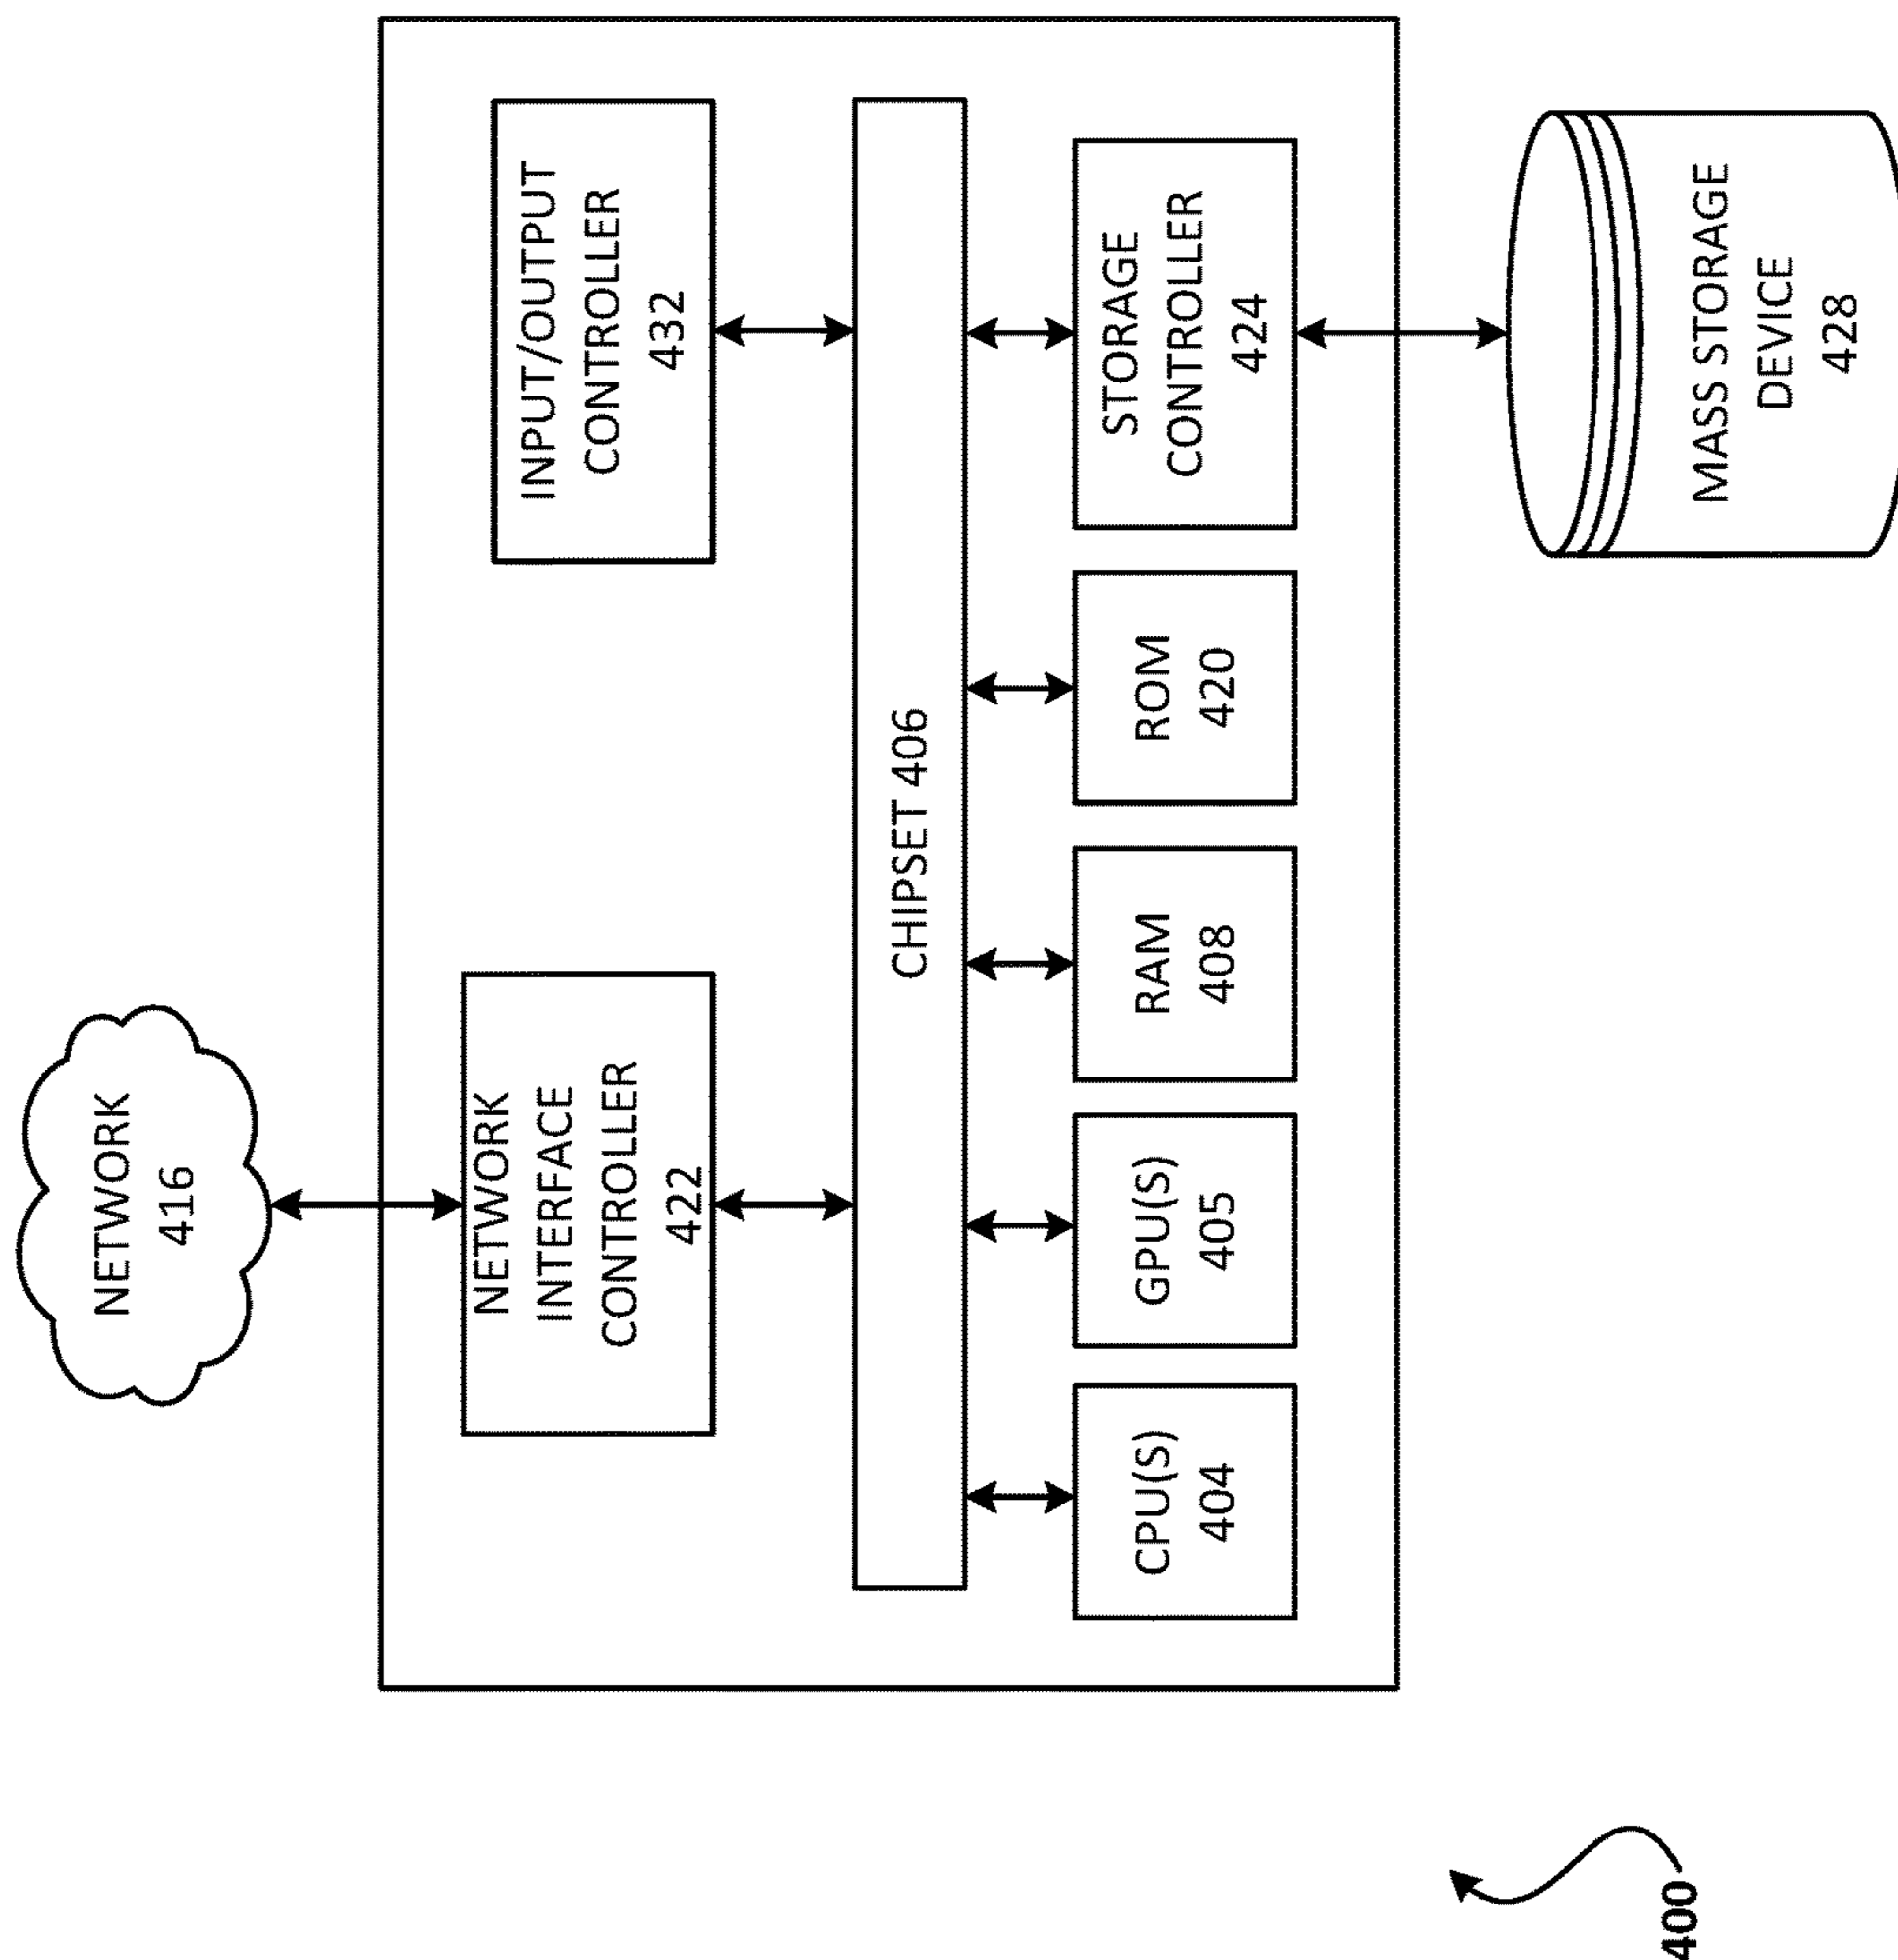 NETWORK
416
NETWORK
INTERFACE
CONTROLLER
422
INPUT/OUTPUT
CONTROLLER
432
CHIPSET 406
CPU(S)
404
GPU(S)
405
RAM
408
ROM
420
STORAGE
CONTROLLER
424
MASS STORAGE
DEVICE
428
400